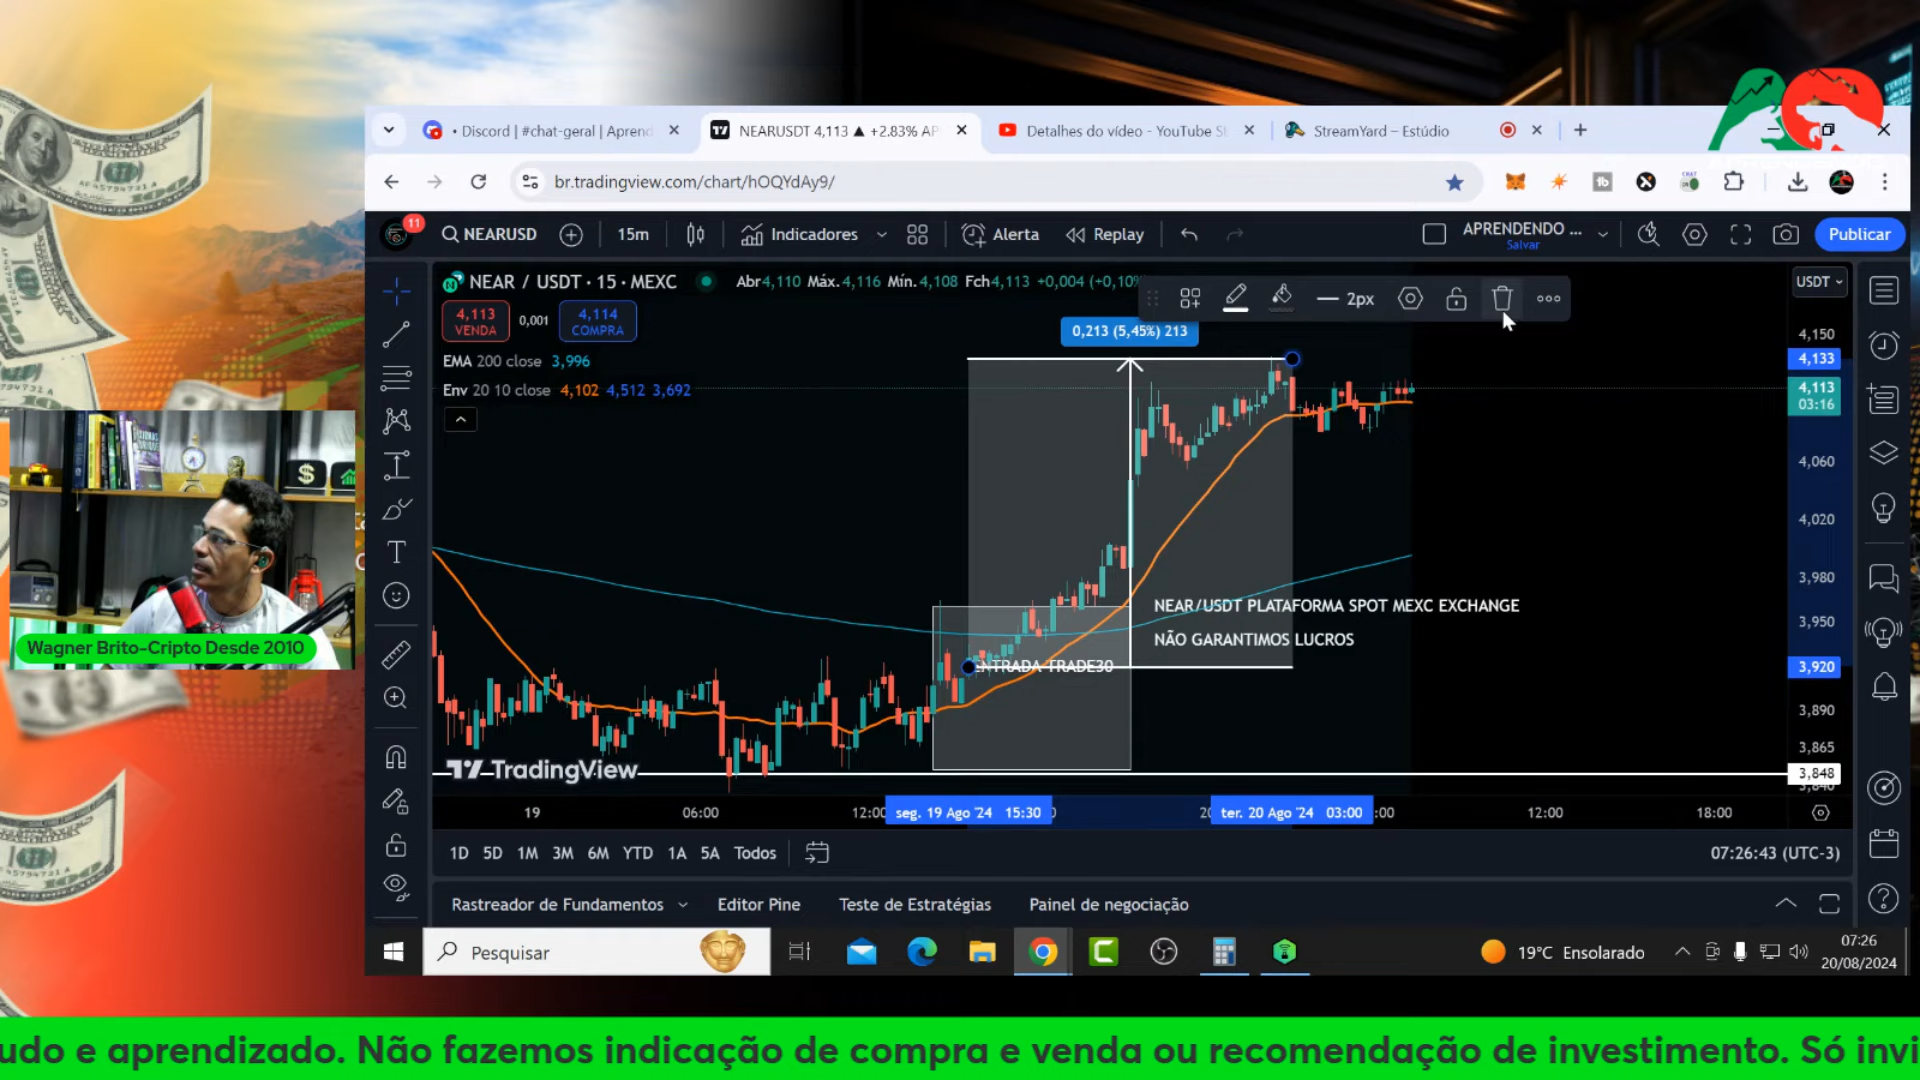 • Discord | #chat-geral | Aprend
NEARUSDT 4,113 ▲ +2.83% AP
Detalhes do vídeo - YouTube St
StreamYard – Estúdio
br.tradingview.com/chart/hOQYdAy9/
11
NEARUSD
15m
Indicadores
Alerta
Replay
APRENDENDO ...
Salvar
Publicar
NEAR / USDT · 15 · MEXC
Abr4,110 Máx.4,116 Mín.4,108 Fch4,113 +0,004 (+0,10%
2px
USDT
4,113
VENDA
0,001
4,114
COMPRA
0,213 (5,45%) 213
EMA 200 close 3,996
Env 20 10 close 4,102 4,512 3,692
4,150
4,133
4,113
03:16
4,060
4,020
3,980
3,950
3,920
3,890
3,865
3,848
3,840
NEAR/USDT PLATAFORMA SPOT MEXC EXCHANGE
NÃO GARANTIMOS LUCROS
ENTRADA TRADE30
Wagner Brito-Cripto Desde 2010
TradingView
19
06:00
12:00
seg. 19 Ago '24 15:30
ter. 20 Ago '24 03:00
:00
12:00
18:00
1D 5D 1M 3M 6M YTD 1A 5A Todos
07:26:43 (UTC-3)
Rastreador de Fundamentos
Editor Pine
Teste de Estratégias
Painel de negociação
Pesquisar
19°C Ensolarado
07:26
20/08/2024
udo e aprendizado. Não fazemos indicação de compra e venda ou recomendação de investimento. Só invi